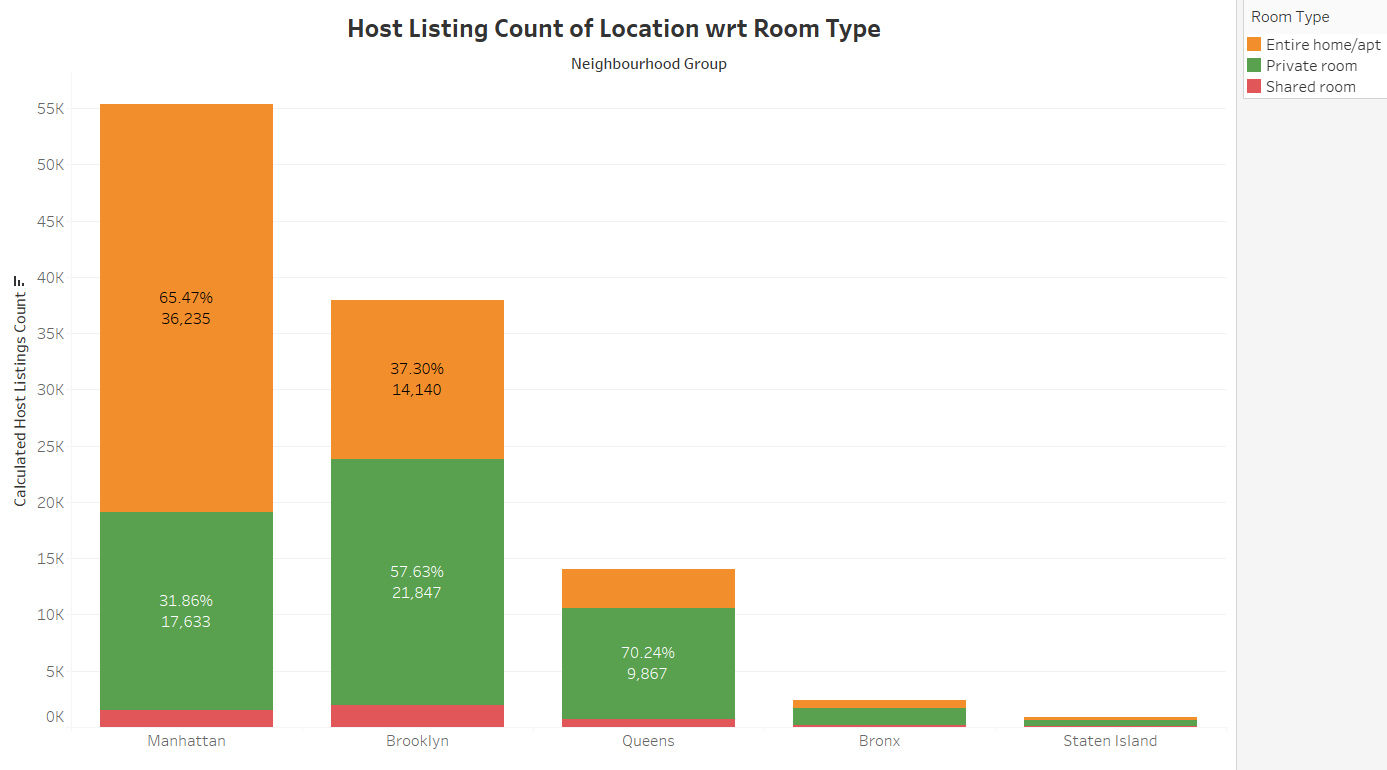 Host Listing Count of Location wrt Room Type
Neighbourhood Group
Room Type
Entire home/apt
Private room
Shared room
Calculated Host Listings Count
55K
50K
45K
40K
35K
30K
25K
20K
15K
10K
5K
0K
65.47%
36,235
31.86%
17,633
37.30%
14,140
57.63%
21,847
70.24%
9,867
Manhattan
Brooklyn
Queens
Bronx
Staten Island